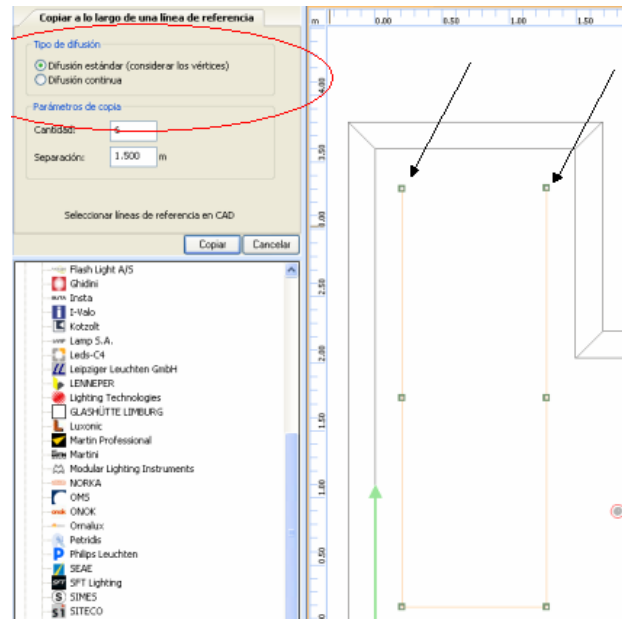 Copiar a lo largo de una línea de referencia
Tipo de difusión
Difusión estándar (considerar los vértices)
Difusión continua
Parámetros de copia
Cantidad: 6
Separación: 1.500 m
Seleccionar líneas de referencia en CAD
Copiar Cancelar
Flash Light A/S
Ghidini
Insta
I-Valo
Kotzolt
Lamp S.A.
Leds-C4
Leipziger Leuchten GmbH
LENNEPER
Lighting Technologies
GLASHÜTTE LIMBURG
Luxonic
Martin Professional
Martini
Modular Lighting Instruments
NORKA
OMS
ONOK
Ornalux
Petridis
Philips Leuchten
SEAE
SFT Lighting
SIMES
SITECO
m 0.00 0.50 1.00 1.50
4.00
3.50
3.00
2.50
2.00
1.50
1.00
0.50